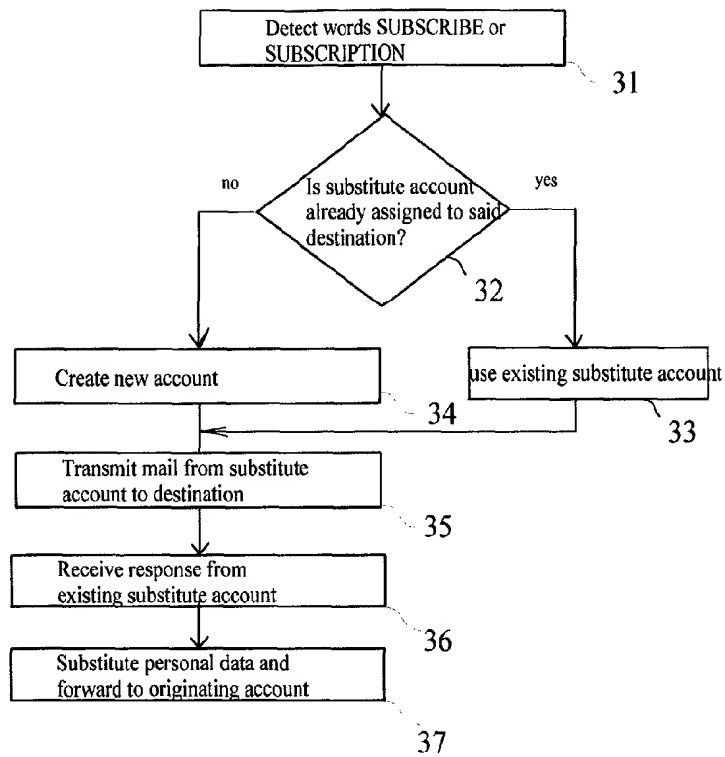 Detect words SUBSCRIBE or
SUBSCRIPTION
31
no
yes
Is substitute account
already assigned to said
destination?
32
Create new account
34
use existing substitute account
33
Transmit mail from substitute
account to destination
35
Receive response from
existing substitute account
36
Substitute personal data and
forward to originating account
37